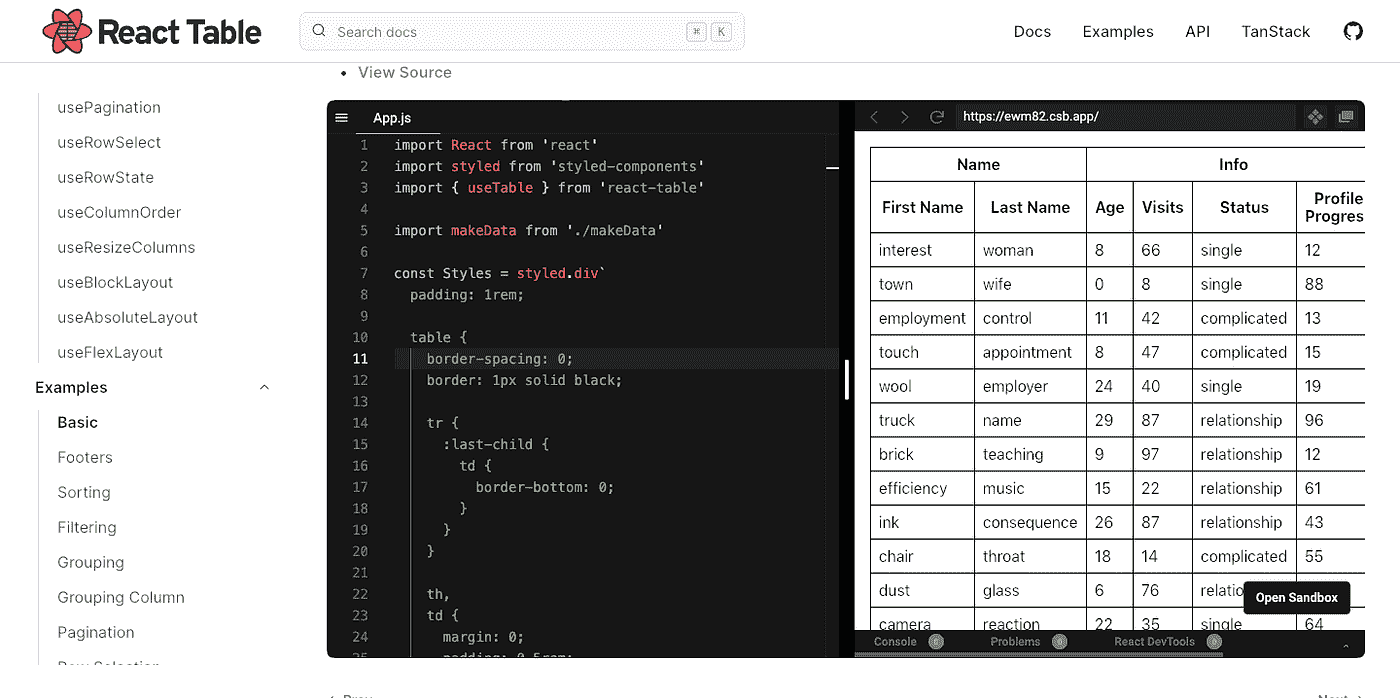 React Table
Search docs
⌘ K
Docs
Examples
API
TanStack
View Source
usePagination
useRowSelect
useRowState
useColumnOrder
useResizeColumns
useBlockLayout
useAbsoluteLayout
useFlexLayout
Examples
Basic
Footers
Sorting
Filtering
Grouping
Grouping Column
Pagination
Row Selection
App.js
1 import React from 'react'
2 import styled from 'styled-components'
3 import { useTable } from 'react-table'
4
5 import makeData from './makeData'
6
7 const Styles = styled.div`
8 padding: 1rem;
9
10 table {
11 border-spacing: 0;
12 border: 1px solid black;
13
14 tr {
15 :last-child {
16 td {
17 border-bottom: 0;
18 }
19 }
20 }
21
22 th,
23 td {
24 margin: 0;
25 padding: 0.5rem;
https://ewm82.csb.app/
Name Info
First Name Last Name Age Visits Status Profile
Progres
interest woman 8 66 single 12
town wife 0 8 single 88
employment control 11 42 complicated 13
touch appointment 8 47 complicated 15
wool employer 24 40 single 19
truck name 29 87 relationship 96
brick teaching 9 97 relationship 12
efficiency music 15 22 relationship 61
ink consequence 26 87 relationship 43
chair throat 18 14 complicated 55
dust glass 6 76 relatio
camera reaction 22 35 single 64
Open Sandbox
Console 0 Problems 0 React DevTools 0
Prev
Next